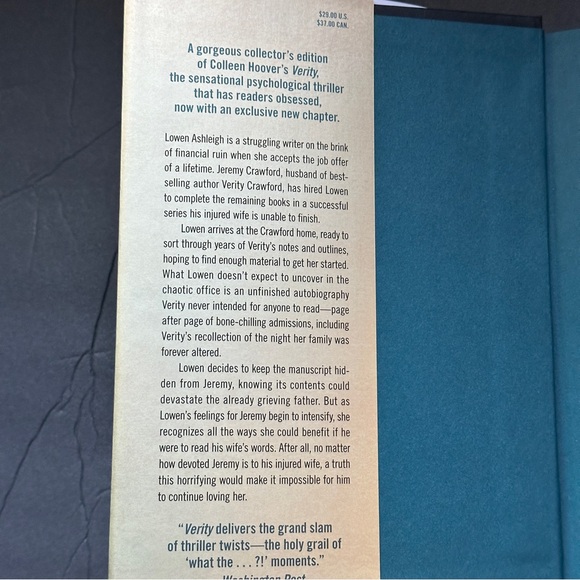 $29.00 U.S.
$37.00 CAN.
A gorgeous collector's edition
of Colleen Hoover's Verity,
the sensational psychological thriller
that has readers obsessed,
now with an exclusive new chapter.
Lowen Ashleigh is a struggling writer on the brink
of financial ruin when she accepts the job offer
of a lifetime. Jeremy Crawford, husband of best-
selling author Verity Crawford, has hired Lowen
to complete the remaining books in a successful
series his injured wife is unable to finish.
Lowen arrives at the Crawford home, ready to
sort through years of Verity's notes and outlines,
hoping to find enough material to get her started.
What Lowen doesn't expect to uncover in the
chaotic office is an unfinished autobiography
Verity never intended for anyone to read—page
after page of bone-chilling admissions, including
Verity's recollection of the night her family was
forever altered.
Lowen decides to keep the manuscript hid-
den from Jeremy, knowing its contents could
devastate the already grieving father. But as
Lowen's feelings for Jeremy begin to intensify, she
recognizes all the ways she could benefit if he
were to read his wife's words. After all, no matter
how devoted Jeremy is to his injured wife, a truth
this horrifying would make it impossible for him
to continue loving her.
"Verity delivers the grand slam
of thriller twists—the holy grail of
'what the . . . ?!' moments."
Washington Post